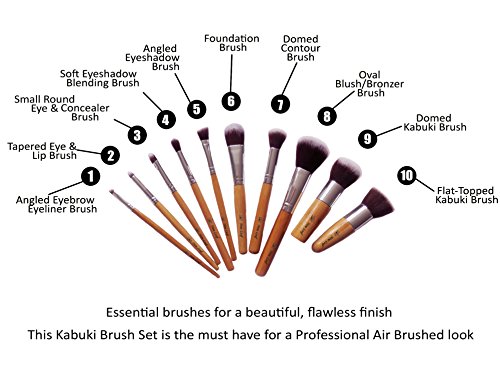 Foundation
Brush
Domed
Contour
Brush
Angled
Eyeshadow
Brush
Oval
Blush/Bronzer
Brush
Soft Eyeshadow
Blending Brush
Small Round
Eye & Concealer
Brush
Domed
Kabuki Brush
Tapered Eye &
Lip Brush
Flat-Topped
Kabuki Brush
Angled Eyebrow
Eyeliner Brush
1
2
3
4
5
6
7
8
9
10
Essential brushes for a beautiful, flawless finish
This Kabuki Brush Set is the must have for a Professional Air Brushed look